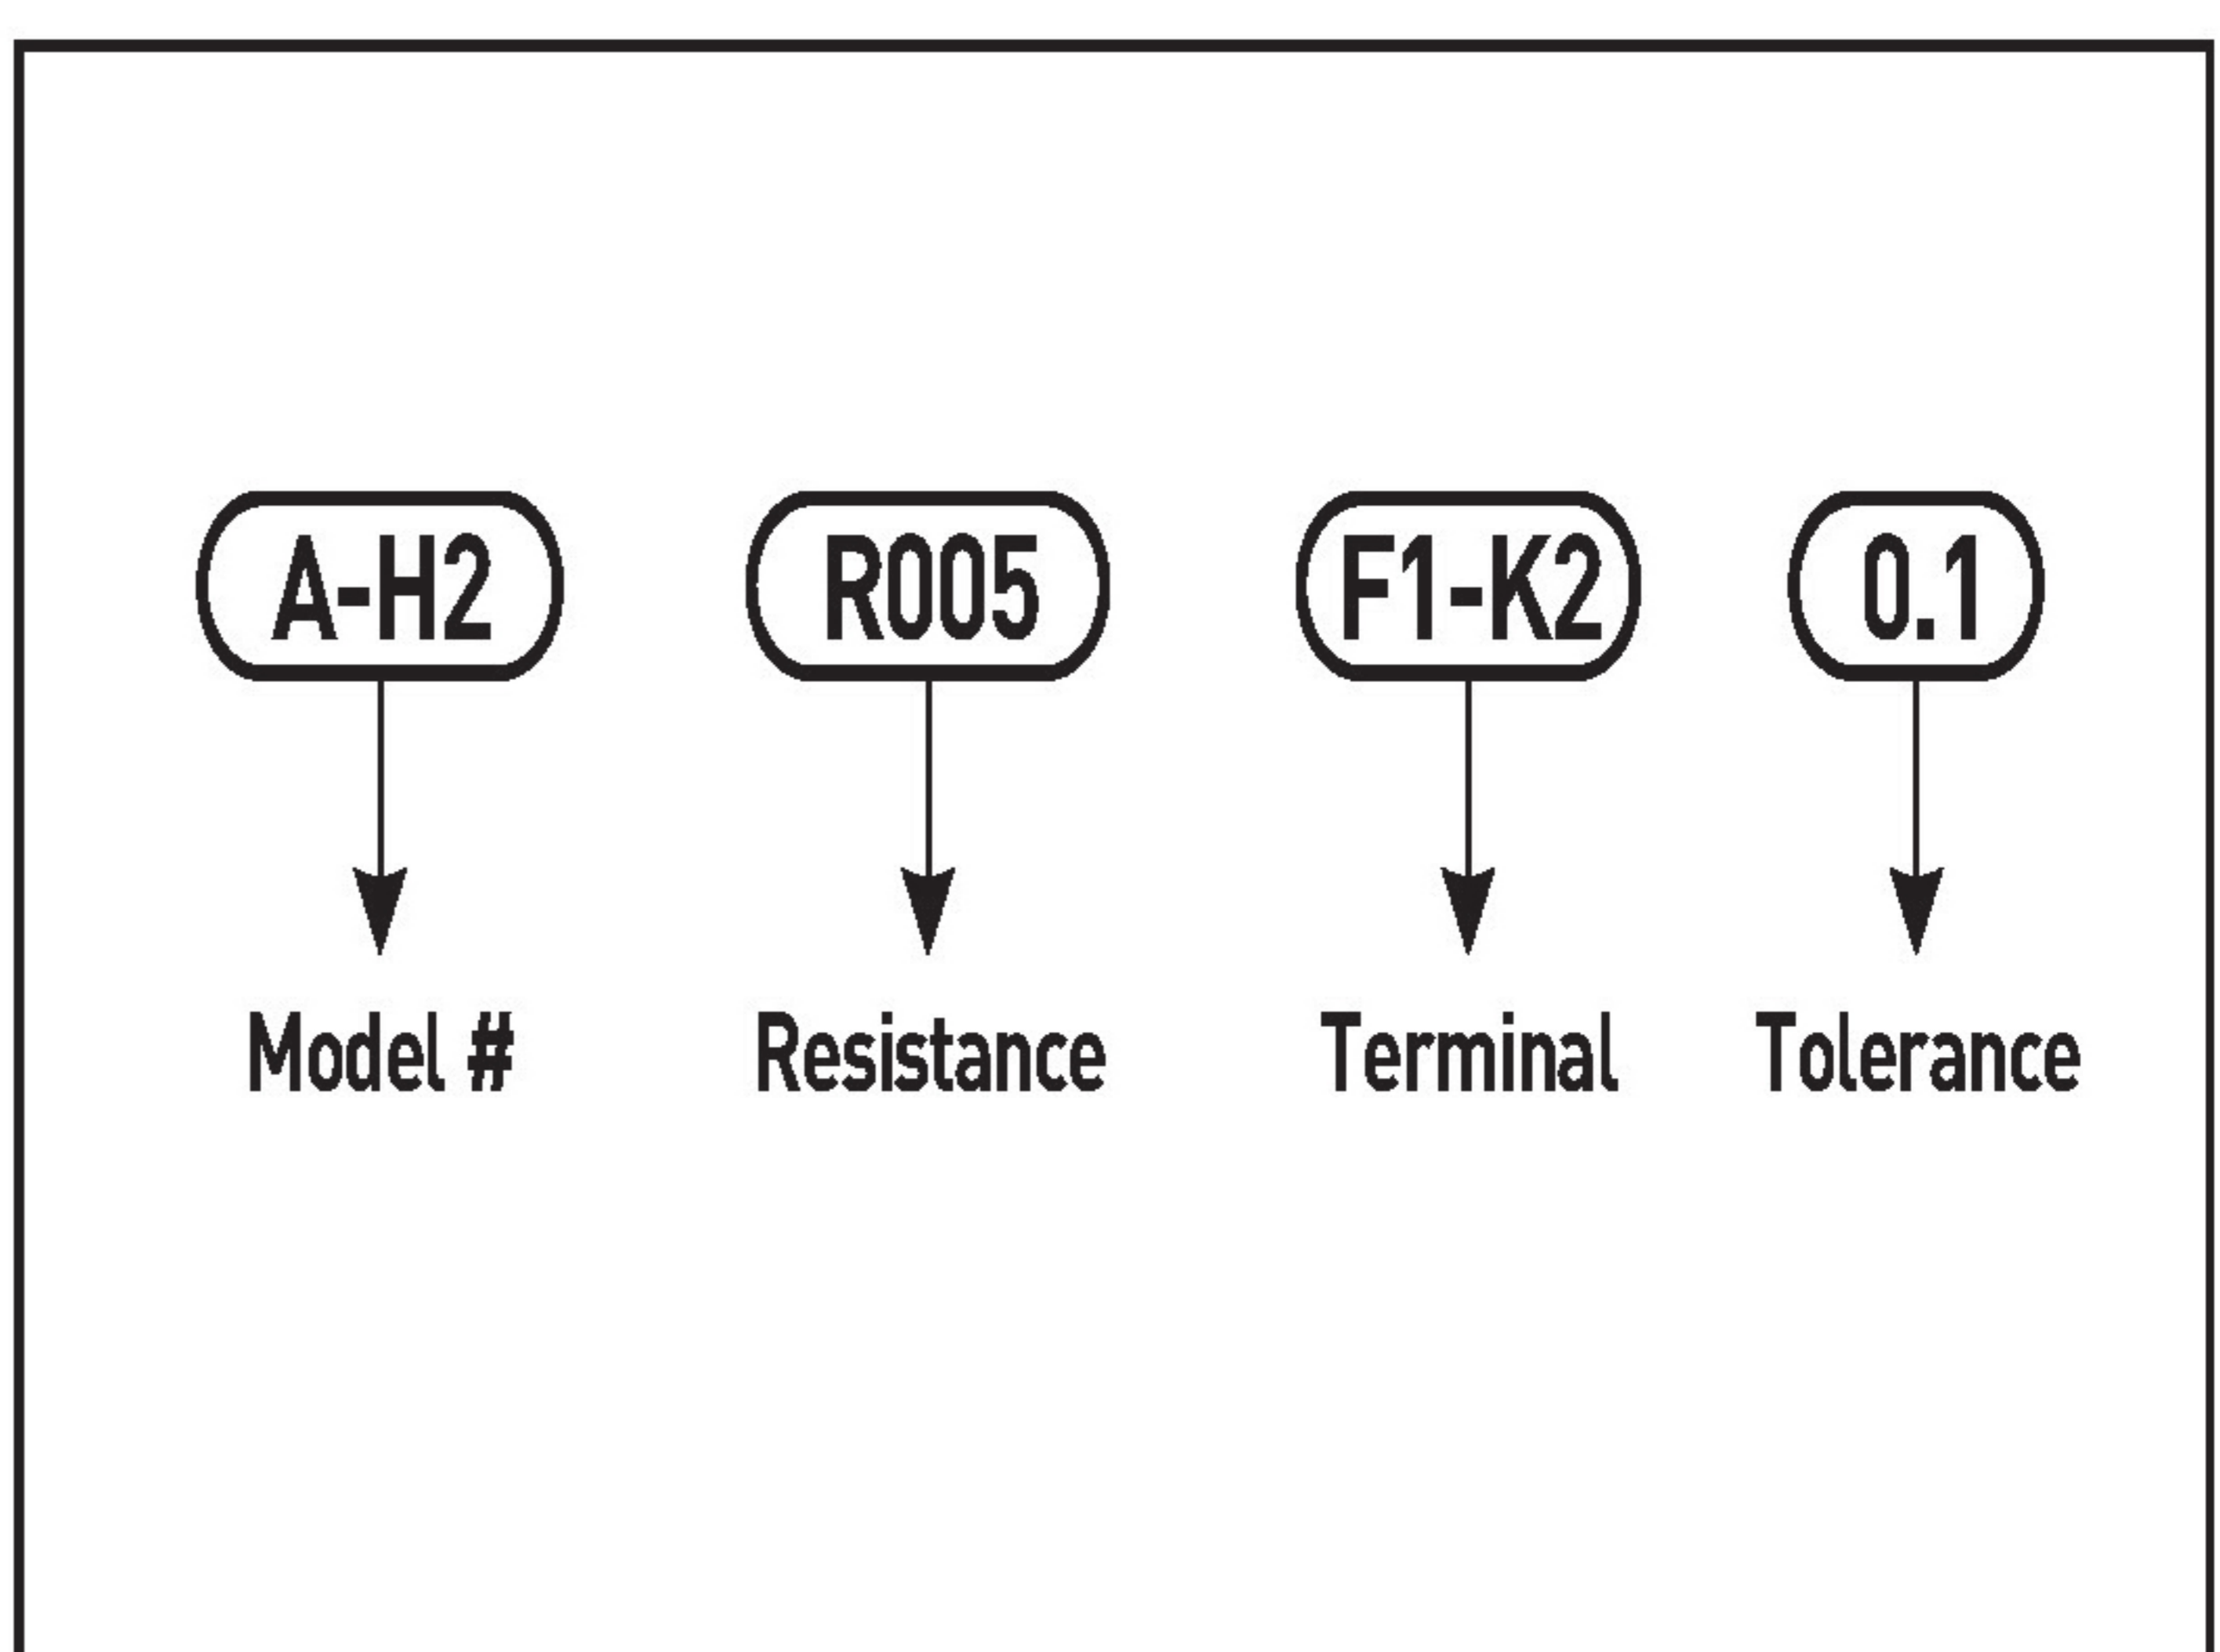 A-H2 R005 F1-K2 0.1
Model # Resistance Terminal Tolerance